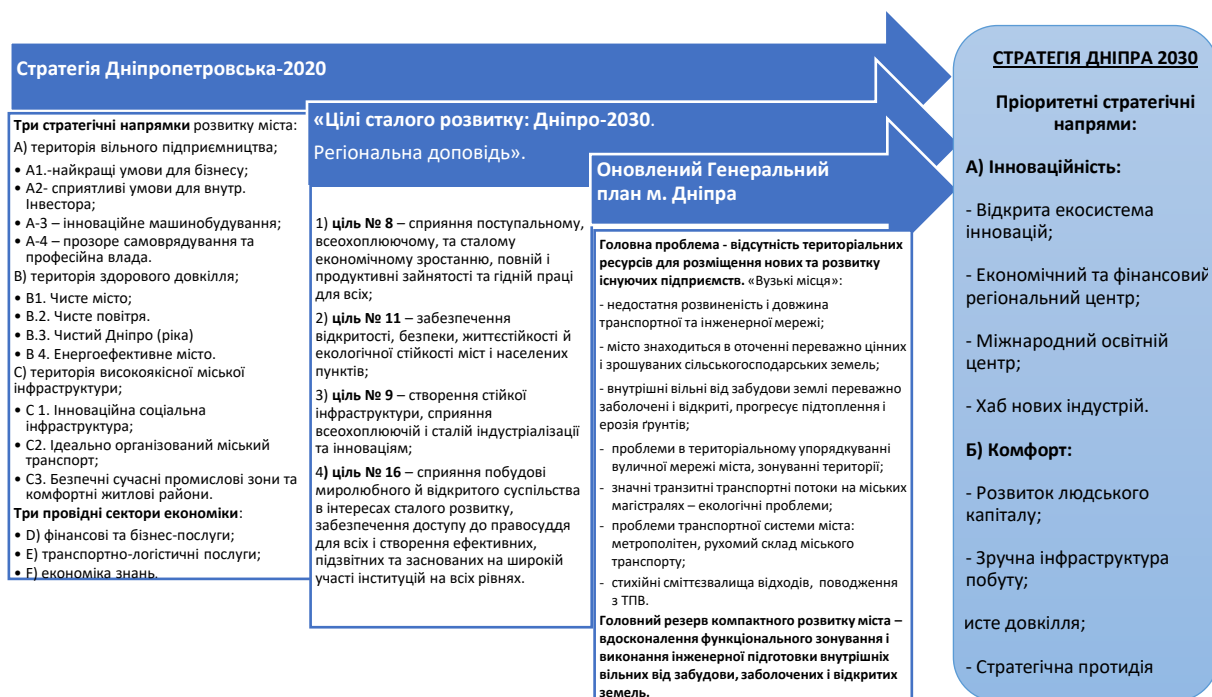 Стратегія Дніпропетровська-2020
Три стратегічні напрямки розвитку міста:
А) територія вільного підприємництва;
• А1.-найкращі умови для бізнесу;
• А2- сприятливі умови для внутр.
Інвестора;
• А-3 – інноваційне машинобудування;
• А-4 – прозоре самоврядування та
професійна влада.
В) територія здорового довкілля;
• В1. Чисте місто;
• В.2. Чисте повітря.
• В.3. Чистий Дніпро (ріка)
• В 4. Енергоефективне місто.
С) територія високоякісної міської
інфраструктури;
• С 1. Інноваційна соціальна
інфраструктура;
• С2. Ідеально організований міський
транспорт;
• С3. Безпечні сучасні промислові зони та
комфортні житлові райони.
Три провідні сектори економіки:
• D) фінансові та бізнес-послуги;
• E) транспортно-логістичні послуги;
• F) економіка знань.
«Цілі сталого розвитку: Дніпро-2030.
Регіональна доповідь».
1) ціль № 8 – сприяння поступальному,
всеохоплюючому, та сталому
економічному зростанню, повній і
продуктивні зайнятості та гідній праці
для всіх;
2) ціль № 11 – забезпечення
відкритості, безпеки, життєстійкості й
екологічної стійкості міст і населених
пунктів;
3) ціль № 9 – створення стійкої
інфраструктури, сприяння
всеохоплюючій і сталій індустріалізації
та інноваціям;
4) ціль № 16 – сприяння побудові
миролюбного й відкритого суспільства
в інтересах сталого розвитку,
забезпечення доступу до правосуддя
для всіх і створення ефективних,
підзвітних та заснованих на широкій
участі інституцій на всіх рівнях.
Оновлений Генеральний
план м. Дніпра
Головна проблема - відсутність територіальних
ресурсів для розміщення нових та розвитку
існуючих підприємств. «Вузькі місця»:
- недостатня розвиненість і довжина
транспортної та інженерної мережі;
- місто знаходиться в оточенні переважно цінних
і зрошуваних сільськогосподарських земель;
- внутрішні вільні від забудови землі переважно
заболочені і відкриті, прогресує підтоплення і
ерозія ґрунтів;
- проблеми в територіальному упорядкуванні
вуличної мережі міста, зонуванні території;
- значні транзитні транспортні потоки на міських
магістралях – екологічні проблеми;
- проблеми транспортної системи міста:
метрополітен, рухомий склад міського
транспорту;
- стихійні сміттєзвалища відходів, поводження
з ТПВ.
Головний резерв компактного розвитку міста –
вдосконалення функціонального зонування і
виконання інженерної підготовки внутрішніх
вільних від забудови, заболочених і відкритих
земель.
СТРАТЕГІЯ ДНІПРА 2030
Пріоритетні стратегічні
напрями:
А) Інноваційність:
- Відкрита екосистема
інновацій;
- Економічний та фінансовий
регіональний центр;
- Міжнародний освітній
центр;
- Хаб нових індустрій.
Б) Комфорт:
- Розвиток людського
капіталу;
- Зручна інфраструктура
побуту;
исте довкілля;
- Стратегічна протидія